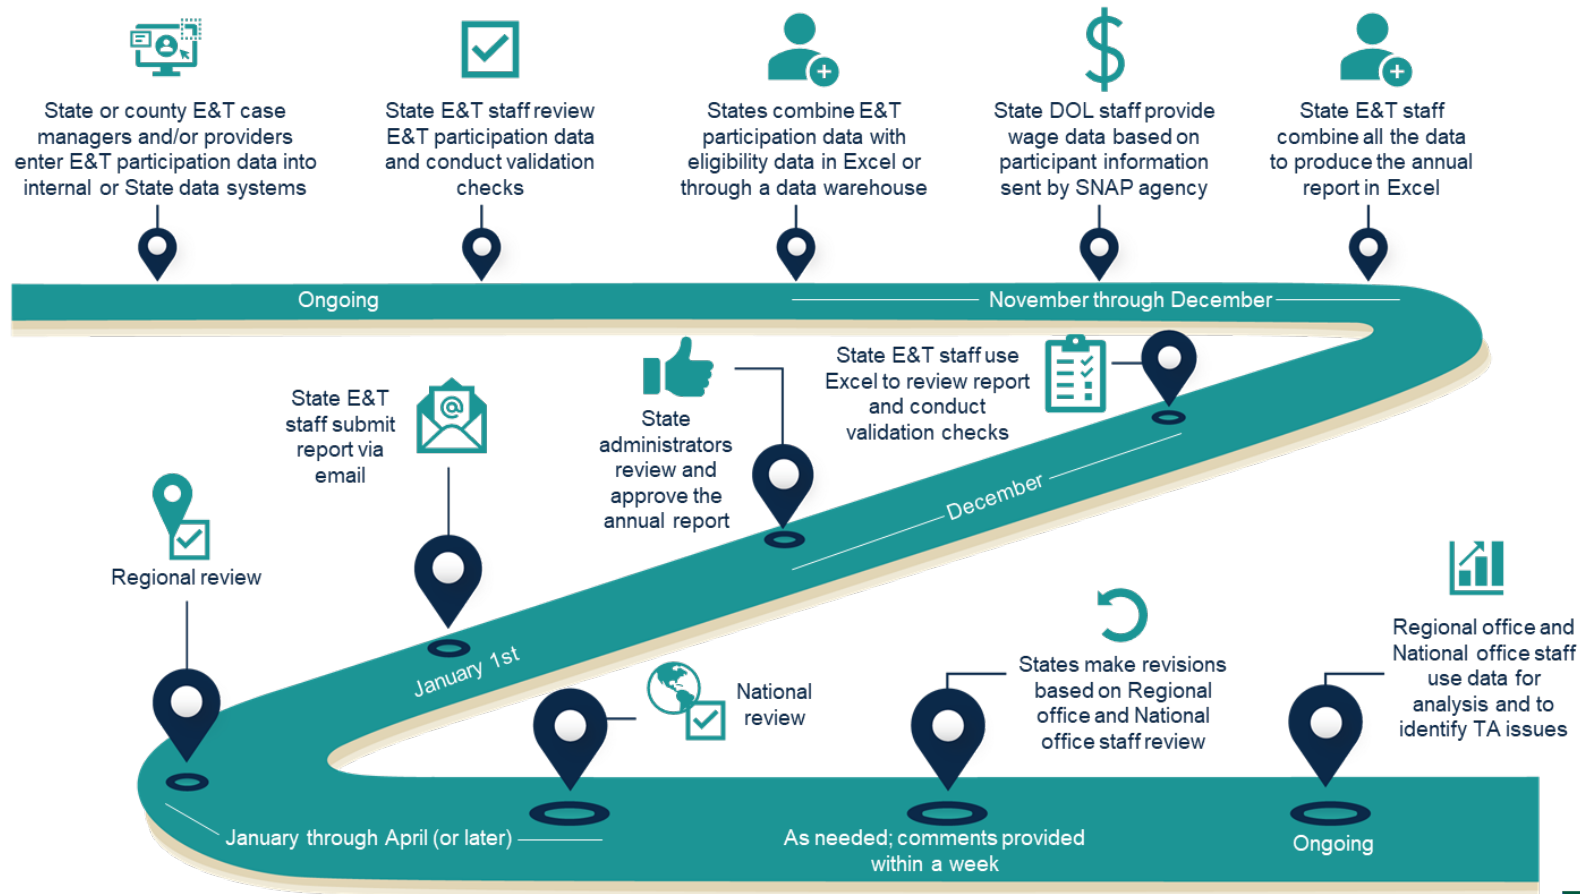 State or county E&T case
managers and/or providers
enter E&T participation data into
internal or State data systems
State E&T staff review
E&T participation data
and conduct validation
checks
States combine E&T
participation data with
eligibility data in Excel or
through a data warehouse
State DOL staff provide
wage data based on
participant information
sent by SNAP agency
State E&T staff
combine all the data
to produce the annual
report in Excel
Ongoing
November through December
State E&T staff use
Excel to review report
and conduct
validation checks
State
administrators
review and
approve the
annual report
December
State E&T
staff submit
report via
email
@
January 1st
Regional review
National
review
January through April (or later)
States make revisions
based on Regional
office and National
office staff review
As needed; comments provided
within a week
Regional office and
National office staff
use data for
analysis and to
identify TA issues
Ongoing